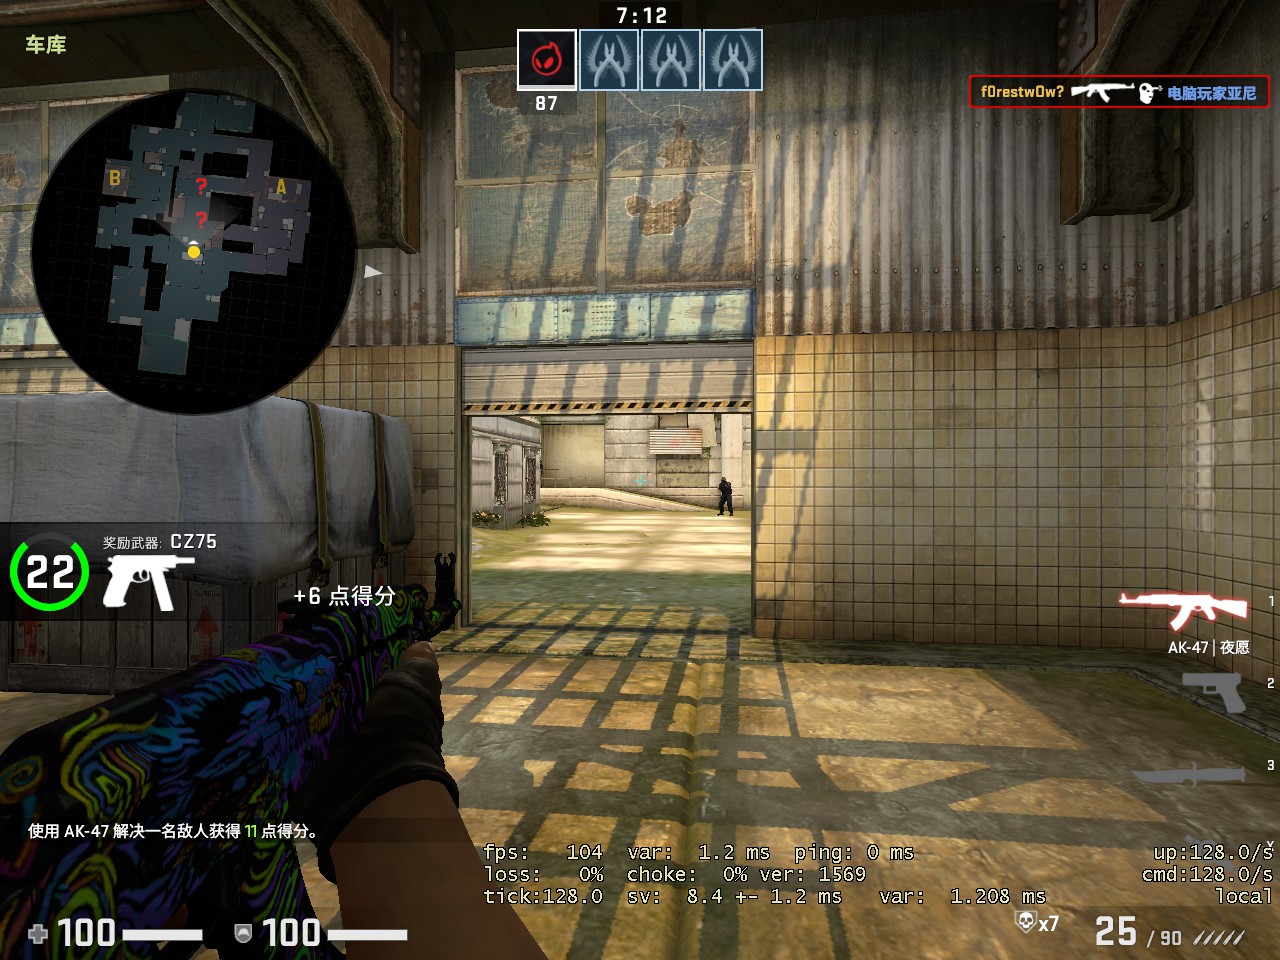 7:12
车库
87
f0restw0w? 电脑玩家亚尼
B
?
A
?
22
奖励武器: CZ75
+6 点得分
1
AK-47 | 夜愿
2
3
使用 AK-47 解决一名敌人获得 11 点得分。
fps: 104 var: 1.2 ms ping: 0 ms
loss: 0% choke: 0% ver: 1569
tick:128.0 sv: 8.4 +- 1.2 ms var: 1.208 ms
up:128.0/s
cmd:128.0/s
local
100
100
x7
25 / 90